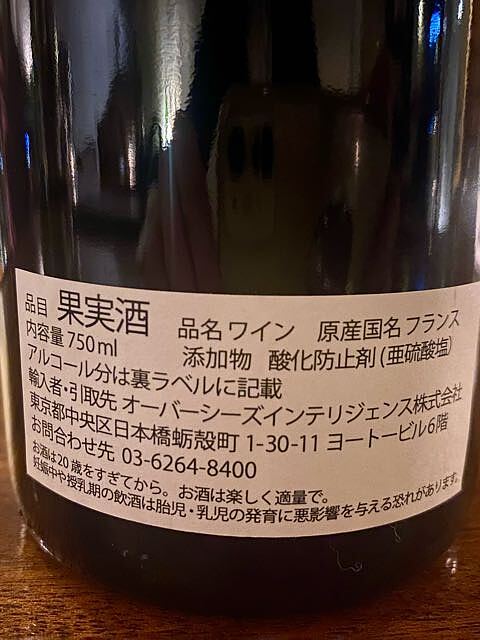 品目 果実酒 品名 ワイン 原産国名 フランス
内容量 750ml 添加物 酸化防止剤(亜硫酸塩)
アルコール分は裏ラベルに記載
輸入者・引取先 オーバーシーズインテリジェンス株式会社
東京都中央区日本橋蛎殻町 1-30-11 ヨートービル6階
お問合わせ先 03-6264-8400
お酒は20歳をすぎてから。お酒は楽しく適量で。
妊娠中や授乳期の飲酒は胎児・乳児の発育に悪影響を与える恐れがあります。